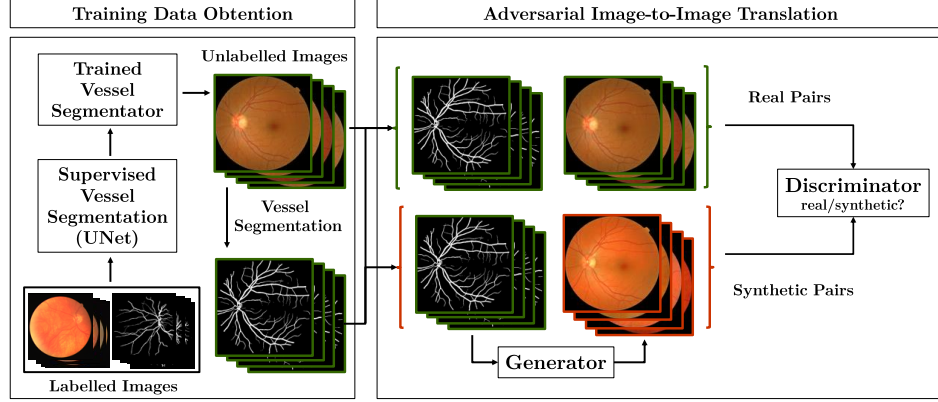 Training Data Obtention
Adversarial Image-to-Image Translation
Trained
Vessel
Segmentator
Unlabelled Images
Supervised
Vessel
Segmentation
(UNet)
Vessel
Segmentation
Labelled Images
Real Pairs
Discriminator
real/synthetic?
Synthetic Pairs
Generator